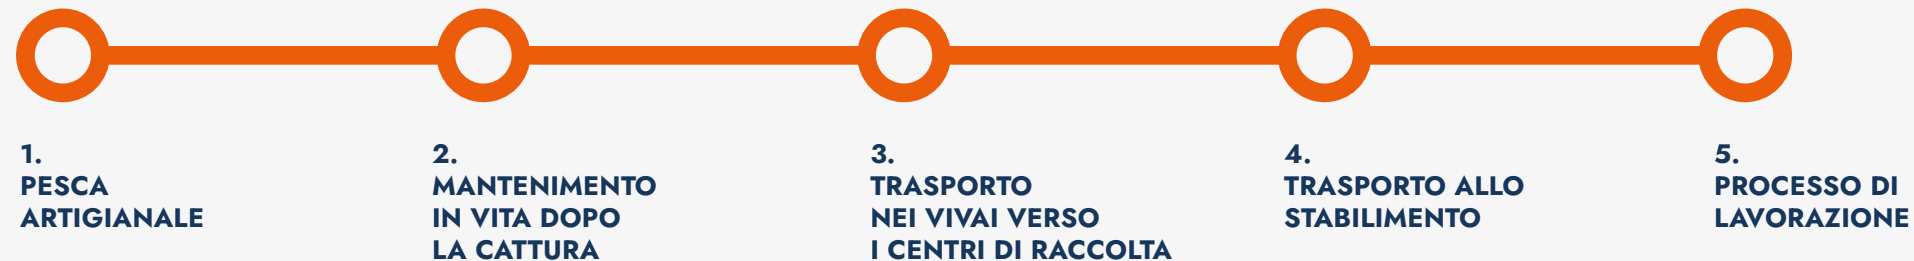 1.
PESCA
ARTIGIANALE
2.
MANTENIMENTO
IN VITA DOPO
LA CATTURA
3.
TRASPORTO
NEI VIVAI VERSO
I CENTRI DI RACCOLTA
4.
TRASPORTO ALLO
STABILIMENTO
5.
PROCESSO DI
LAVORAZIONE